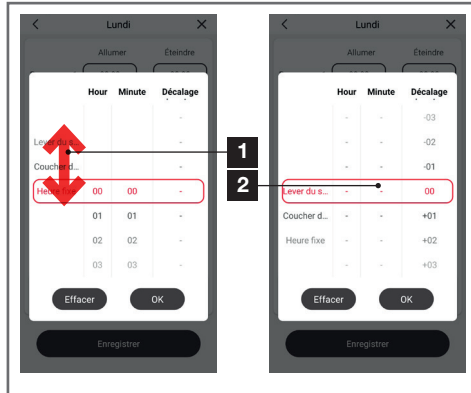 Lundi
Allumer Éteindre
Hour Minute Décalage
-
Lever du s... -
Coucher d... -
Heure fixe 00 00 -
01 01 -
02 02 -
03 03 -
Effacer OK
Enregistrer
1
2
Lundi
Allumer Éteindre
Hour Minute Décalage
- - -03
- - -02
- - -01
Lever du s... - - 00
Coucher d... - - +01
Heure fixe - - +02
- - +03
Effacer OK
Enregistrer